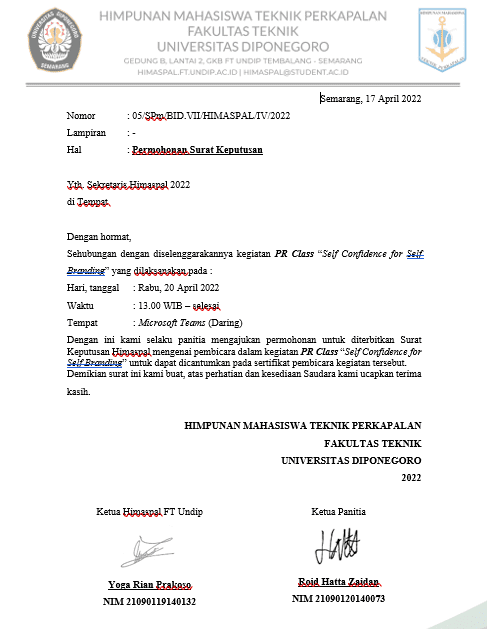 HIMPUNAN MAHASISWA TEKNIK PERKAPALAN
FAKULTAS TEKNIK
UNIVERSITAS DIPONEGORO
GEDUNG B, LANTAI 2, GKB FT UNDIP TEMBALANG - SEMARANG
HIMASPAL.FT.UNDIP.AC.ID | HIMASPAL@STUDENT.AC.ID
Semarang, 17 April 2022
Nomor : 05/SPm/BID.VII/HIMASPAL/IV/2022
Lampiran : -
Hal : Permohonan Surat Keputusan
Yth. Sekretaris Himaspal 2022
di Tempat
Dengan hormat,
Sehubungan dengan diselenggarakannya kegiatan PR Class “Self Confidence for Self
Branding” yang dilaksanakan pada :
Hari, tanggal : Rabu, 20 April 2022
Waktu : 13.00 WIB – selesai
Tempat : Microsoft Teams (Daring)
Dengan ini kami selaku panitia mengajukan permohonan untuk diterbitkan Surat
Keputusan Himaspal mengenai pembicara dalam kegiatan PR Class “Self Confidence for
Self Branding” untuk dapat dicantumkan pada sertifikat pembicara kegiatan tersebut.
Demikian surat ini kami buat, atas perhatian dan kesediaan Saudara kami ucapkan terima
kasih.
HIMPUNAN MAHASISWA TEKNIK PERKAPALAN
FAKULTAS TEKNIK
UNIVERSITAS DIPONEGORO
2022
Ketua Himaspal FT Undip Ketua Panitia
Yoga Rian Prakoso Roid Hatta Zaidan
NIM 21090119140132 NIM 21090120140073